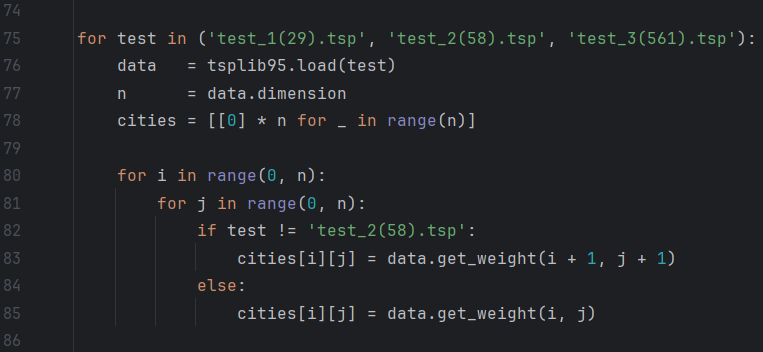 74
75 for test in ('test_1(29).tsp', 'test_2(58).tsp', 'test_3(561).tsp'):
76     data   = tsplib95.load(test)
77     n      = data.dimension
78     cities = [[0] * n for _ in range(n)]
79
80     for i in range(0, n):
81         for j in range(0, n):
82             if test != 'test_2(58).tsp':
83                 cities[i][j] = data.get_weight(i + 1, j + 1)
84             else:
85                 cities[i][j] = data.get_weight(i, j)
86